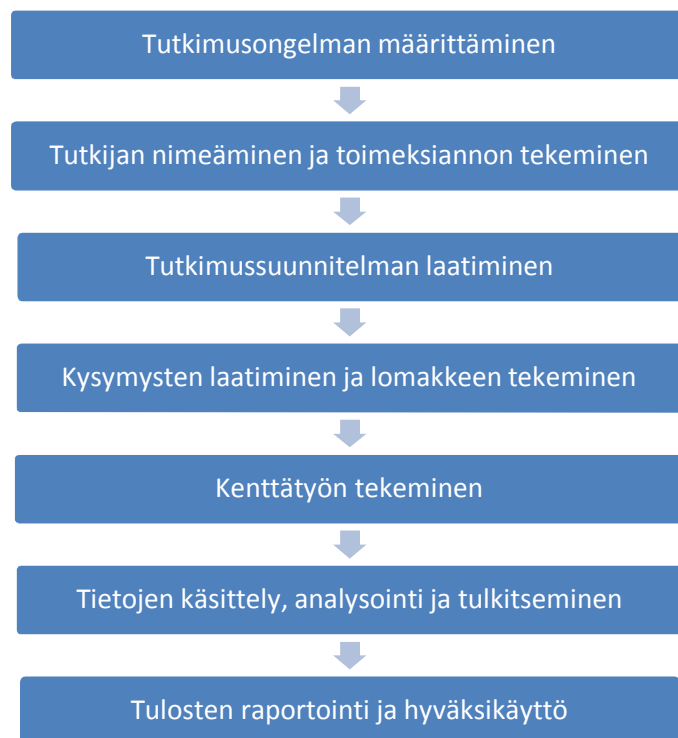 Tutkimusongelman määrittäminen
Tutkijan nimeäminen ja toimeksiannon tekeminen
Tutkimussuunnitelman laatiminen
Kysymysten laatiminen ja lomakkeen tekeminen
Kenttätyön tekeminen
Tietojen käsittely, analysointi ja tulkitseminen
Tulosten raportointi ja hyväksikäyttö